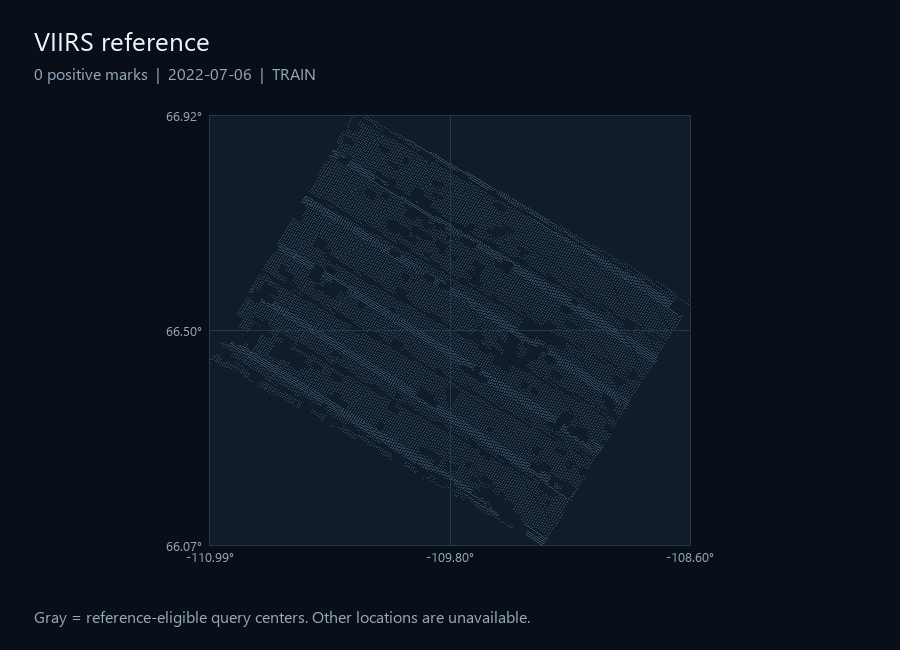 VIIRS reference
0 positive marks | 2022-07-06 | TRAIN
66.92°
66.50°
66.07°
-110.99°
-109.80°
-108.60°
Gray = reference-eligible query centers. Other locations are unavailable.